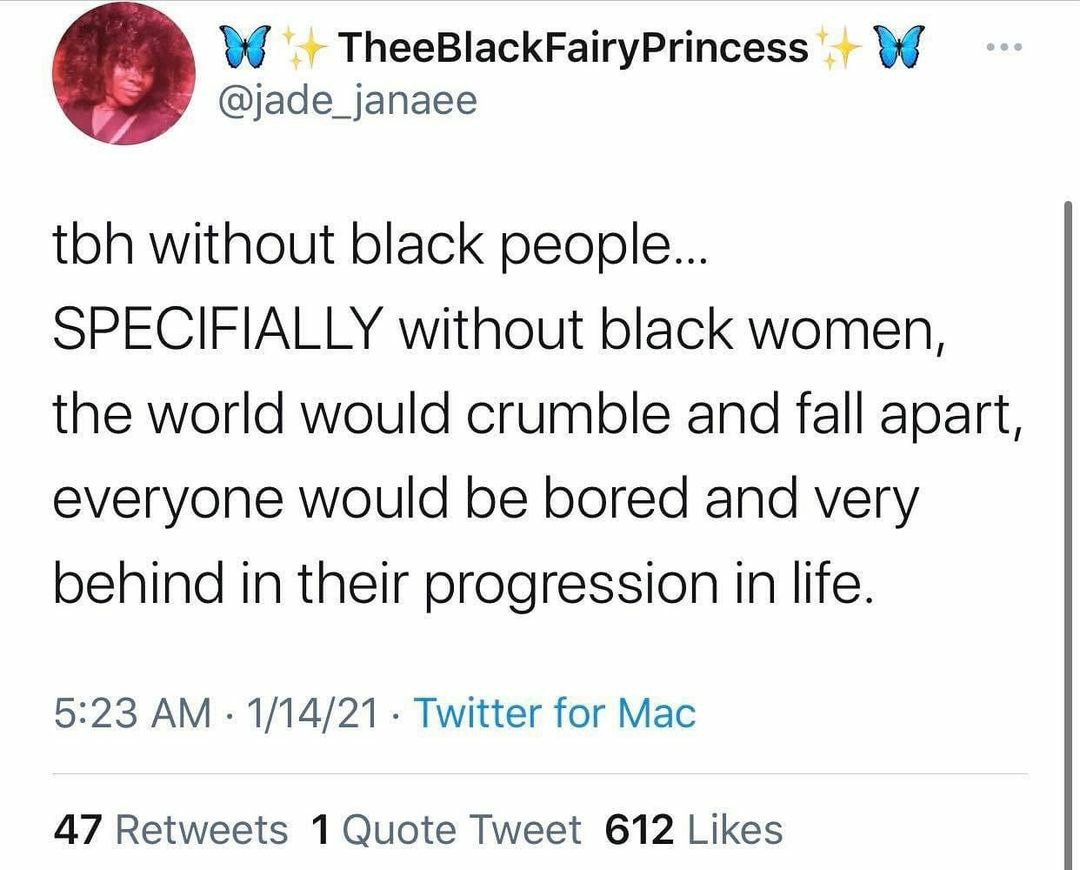 🦋✨TheeBlackFairyPrincess✨🦋
@jade_janaee
tbh without black people...
SPECIFIALLY without black women,
the world would crumble and fall apart,
everyone would be bored and very
behind in their progression in life.
5:23 AM · 1/14/21 · Twitter for Mac
47 Retweets 1 Quote Tweet 612 Likes